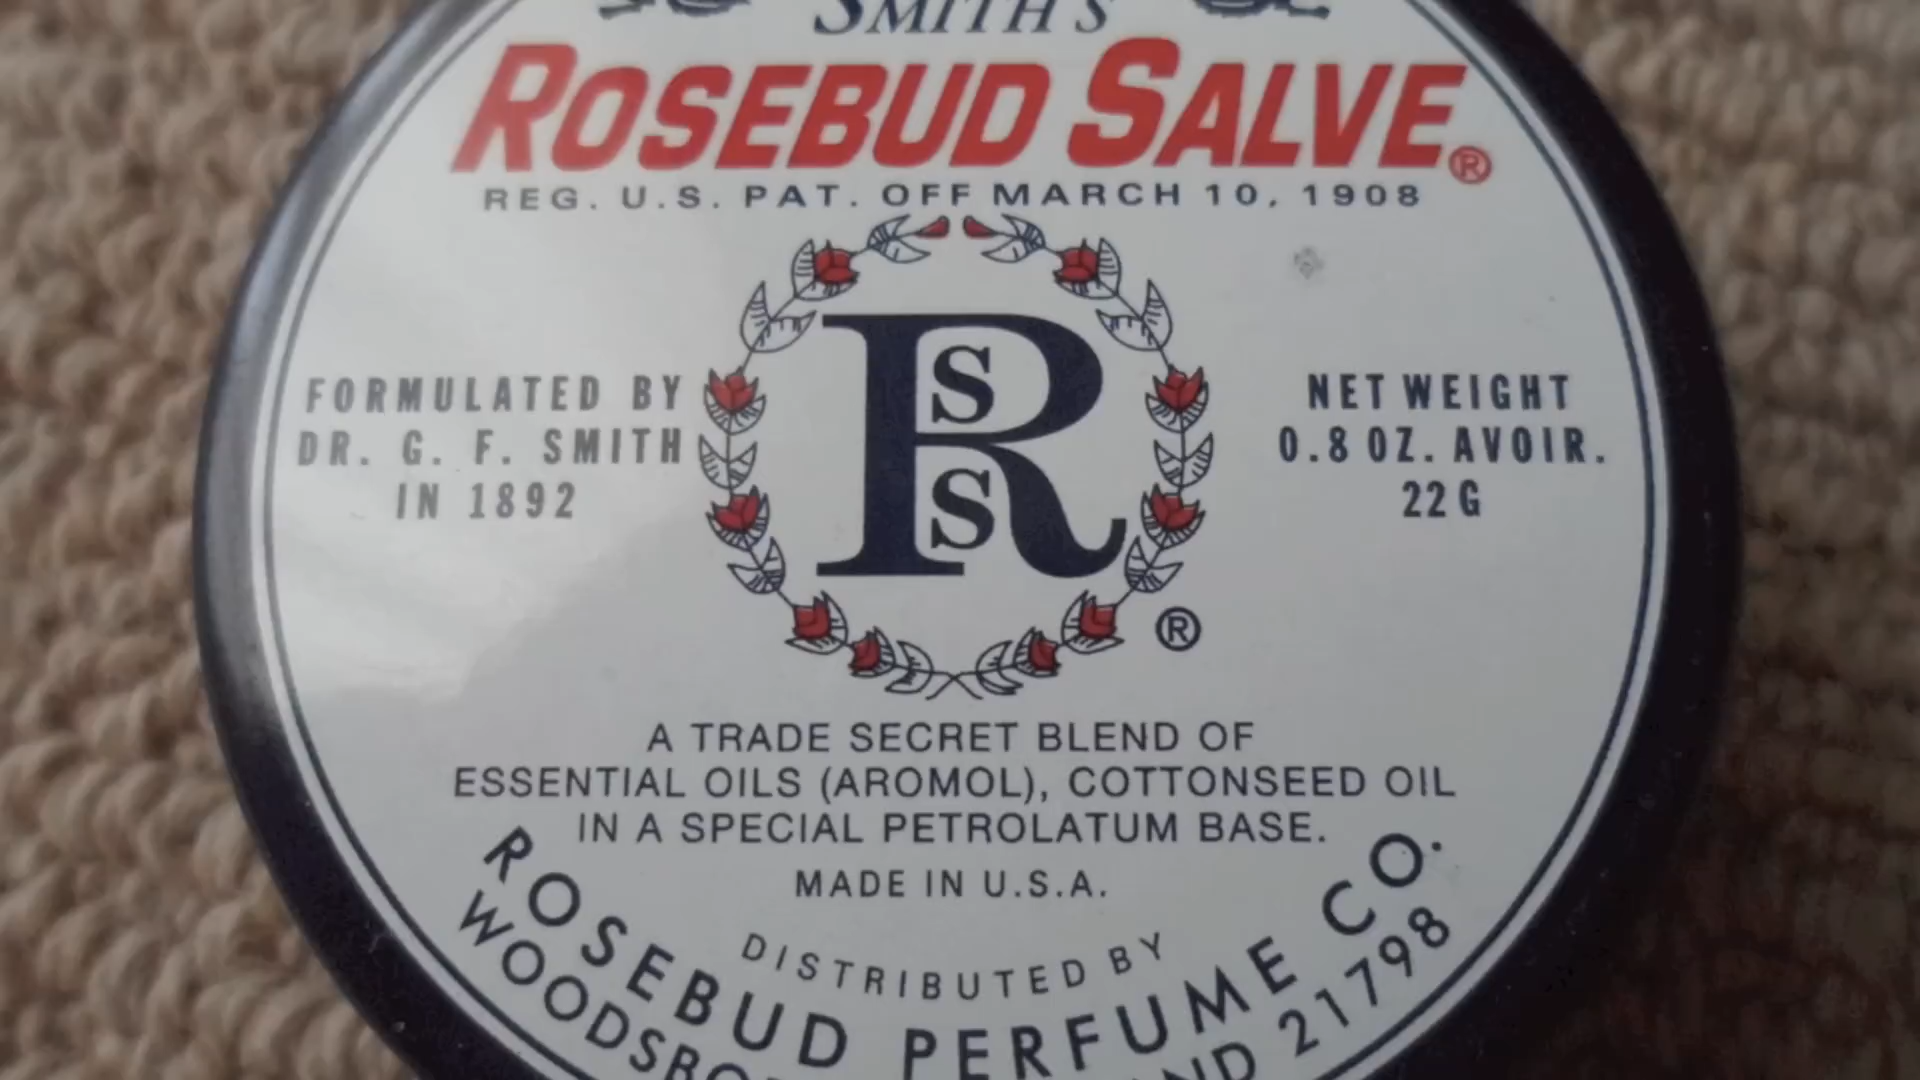 SMITH'S
ROSEBUD SALVE®
REG. U.S. PAT. OFF MARCH 10, 1908
FORMULATED BY
DR. G. F. SMITH
IN 1892
R
S
S
®
NET WEIGHT
0.8 OZ. AVOIR.
22 G
A TRADE SECRET BLEND OF
ESSENTIAL OILS (AROMOL), COTTONSEED OIL
IN A SPECIAL PETROLATUM BASE.
MADE IN U.S.A.
DISTRIBUTED BY
ROSEBUD PERFUME CO.
21798